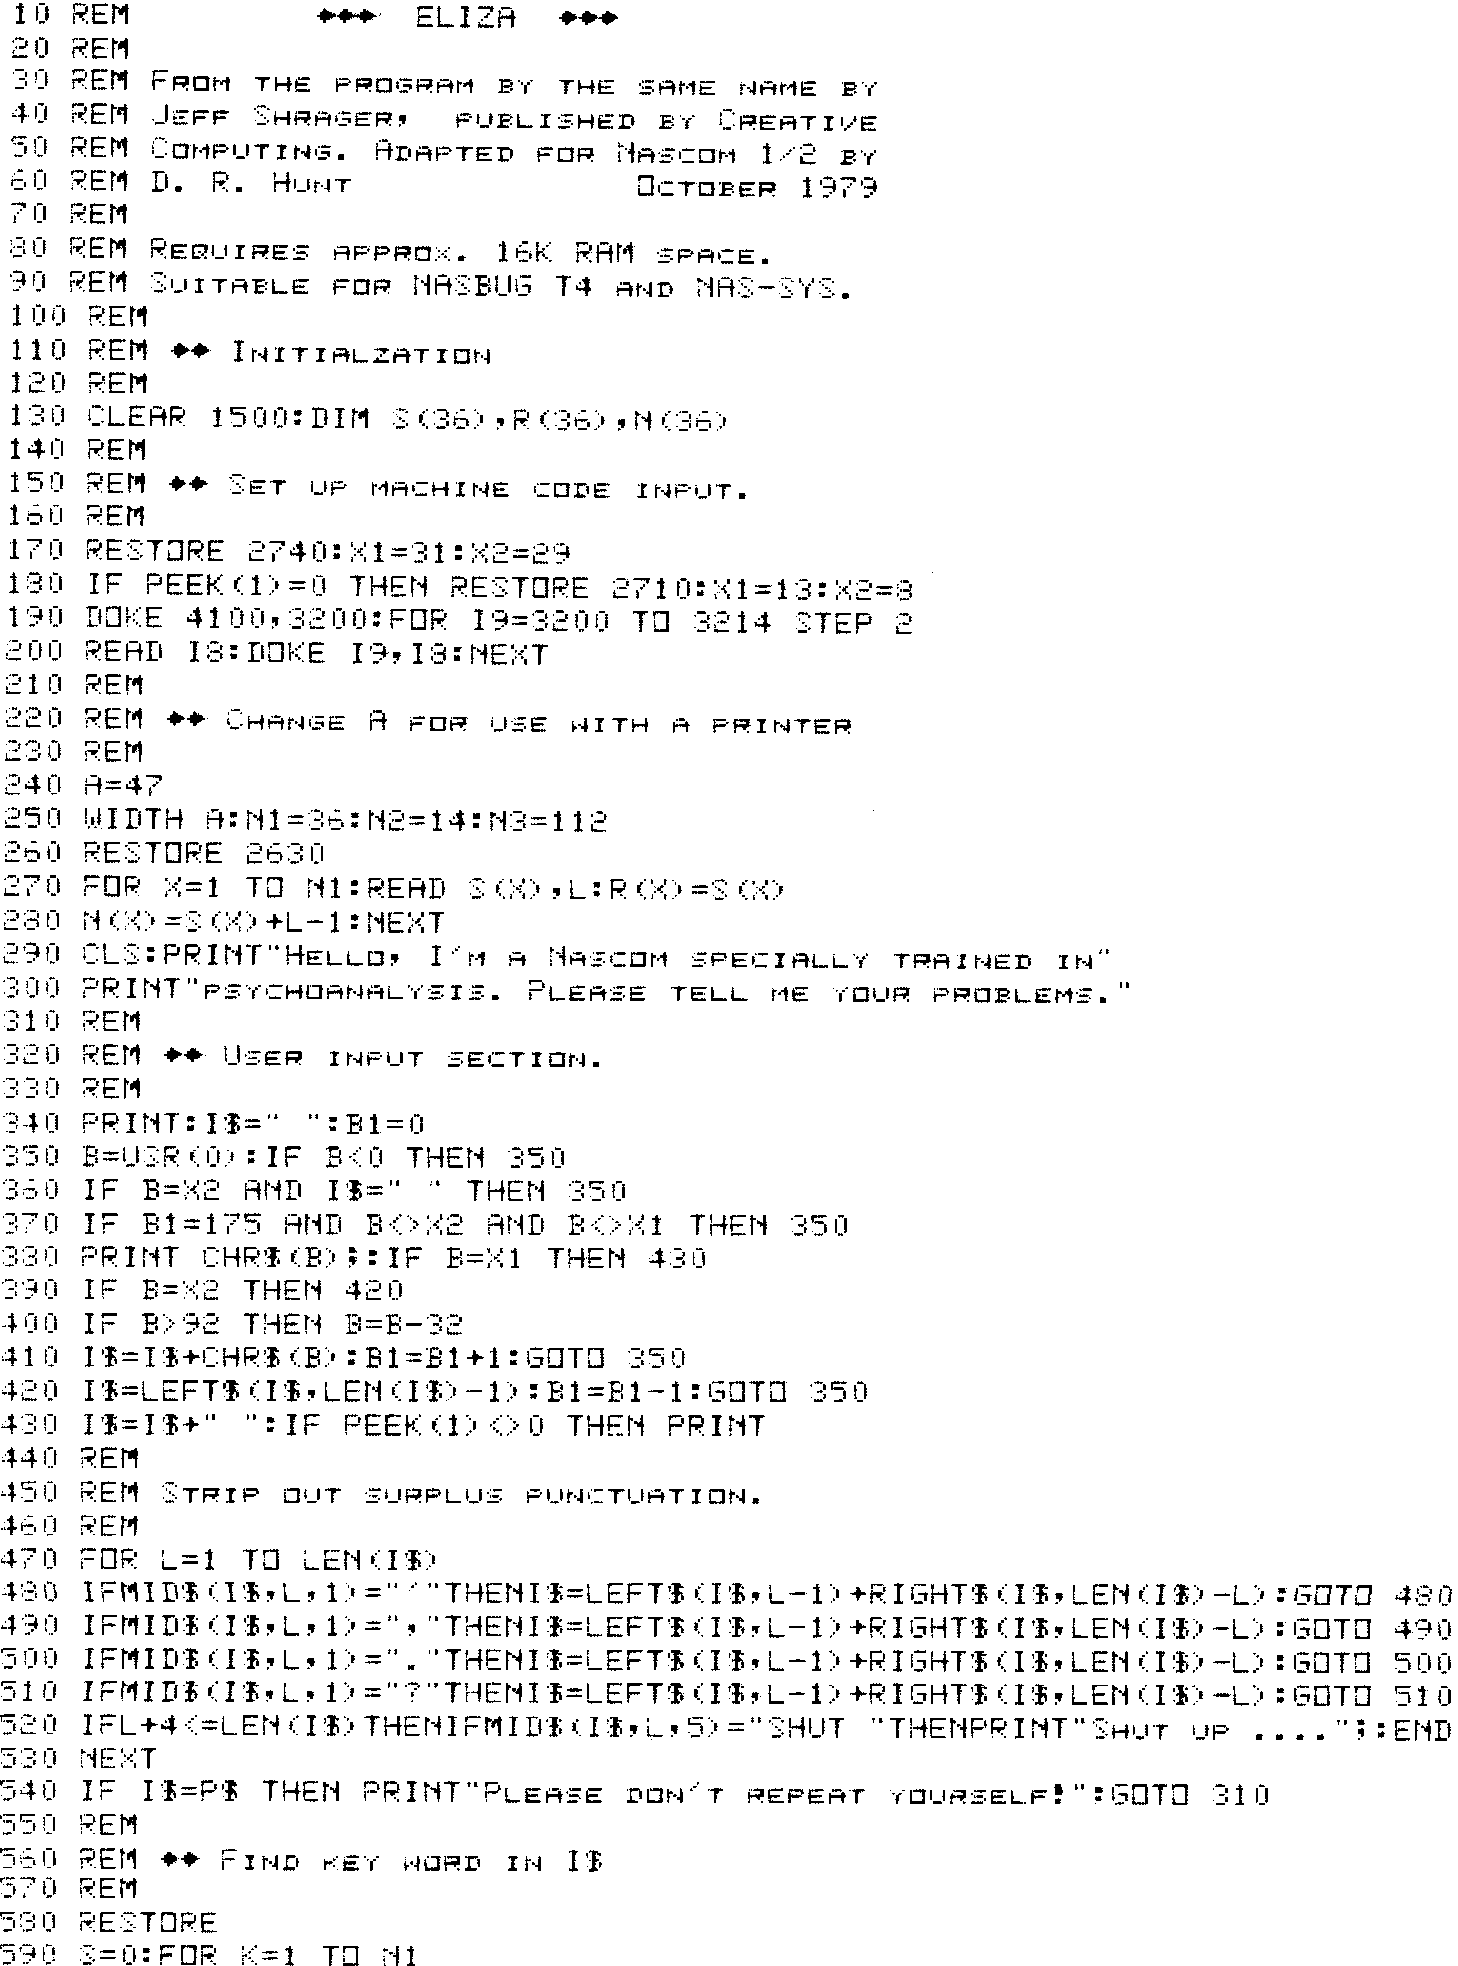 10 REM            *** ELIZA ***
20 REM
30 REM From the program by the same name by
40 REM Jeff Shrager, published by Creative
50 REM Computing. Adapted for Nascom 1/2 by
60 REM D. R. Hunt                October 1979
70 REM
80 REM Requires approx. 16K RAM space.
90 REM Suitable for NASBUG T4 and NAS-SYS.
100 REM
110 REM ** Initialzation
120 REM
130 CLEAR 1500:DIM S(36),R(36),N(36)
140 REM
150 REM ** Set up machine code input.
160 REM
170 RESTORE 2740:X1=31:X2=29
180 IF PEEK(1)=0 THEN RESTORE 2710:X1=13:X2=8
190 DOKE 4100,3200:FOR I9=3200 TO 3214 STEP 2
200 READ I8:DOKE I9,I8:NEXT
210 REM
220 REM ** Change A for use with a printer
230 REM
240 A=47
250 WIDTH A:N1=36:N2=14:N3=112
260 RESTORE 2630
270 FOR X=1 TO N1:READ S(X),L:R(X)=S(X)
280 N(X)=S(X)+L-1:NEXT
290 CLS:PRINT"Hello, I'm a Nascom specially trained in"
300 PRINT"psychoanalysis. Please tell me your problems."
310 REM
320 REM ** User input section.
330 REM
340 PRINT:I$=" ":B1=0
350 B=USR(0):IF B<0 THEN 350
360 IF B=X2 AND I$=" " THEN 350
370 IF B1=175 AND B<>X2 AND B<>X1 THEN 350
380 PRINT CHR$(B);:IF B=X1 THEN 430
390 IF B=X2 THEN 420
400 IF B>92 THEN B=B-32
410 I$=I$+CHR$(B):B1=B1+1:GOTO 350
420 I$=LEFT$(I$,LEN(I$)-1):B1=B1-1:GOTO 350
430 I$=I$+" ":IF PEEK(1)<>0 THEN PRINT
440 REM
450 REM Strip out surplus punctuation.
460 REM
470 FOR L=1 TO LEN(I$)
480 IFMID$(I$,L,1)="'"THENI$=LEFT$(I$,L-1)+RIGHT$(I$,LEN(I$)-L):GOTO 480
490 IFMID$(I$,L,1)=","THENI$=LEFT$(I$,L-1)+RIGHT$(I$,LEN(I$)-L):GOTO 490
500 IFMID$(I$,L,1)="."THENI$=LEFT$(I$,L-1)+RIGHT$(I$,LEN(I$)-L):GOTO 500
510 IFMID$(I$,L,1)="?"THENI$=LEFT$(I$,L-1)+RIGHT$(I$,LEN(I$)-L):GOTO 510
520 IFL+4<=LEN(I$)THENIFMID$(I$,L,5)="SHUT "THENPRINT"Shut up ....";:END
530 NEXT
540 IF I$=P$ THEN PRINT"Please don't repeat yourself!":GOTO 310
550 REM
560 REM ** Find key word in I$
570 REM
580 RESTORE
590 S=0:FOR K=1 TO N1